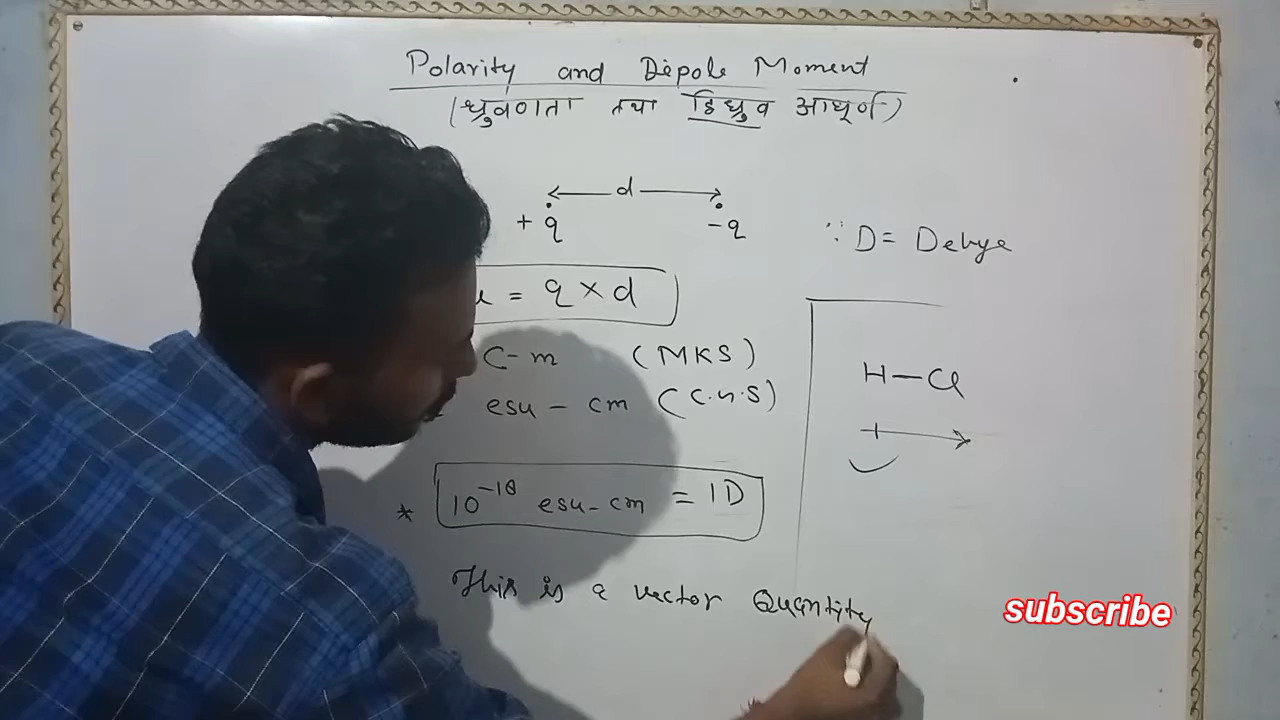 Polarity and Dipole Moment
(ध्रुवणता तथा द्विध्रुव आघूर्ण)
d
+q -q
∵ D = Debye
= q × d
C-m (MKS)
esu - cm (C.G.S)
H—Cl
* 10⁻¹⁸ esu-cm = 1D
This is a vector Quantity
subscribe